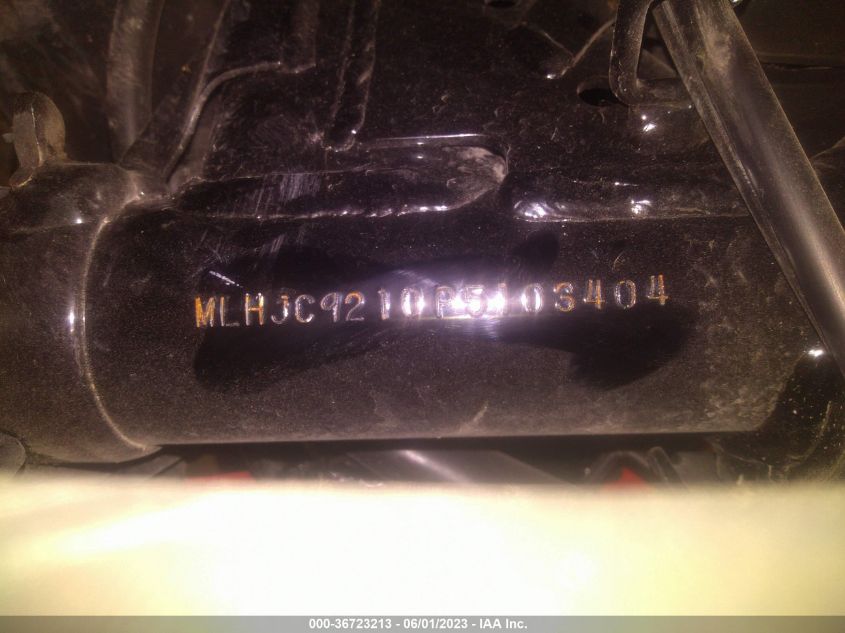 MLHJC9210P5103404
000-36723213 - 06/01/2023 - IAA Inc.